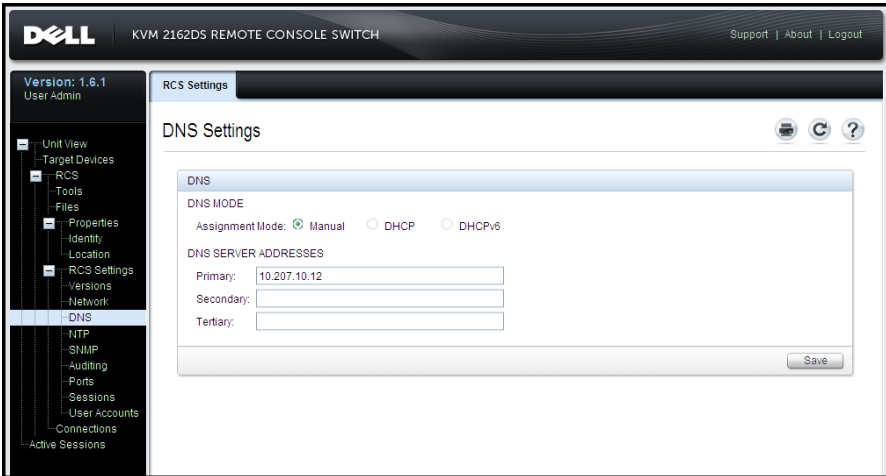 DELL KVM 2162DS REMOTE CONSOLE SWITCH Support | About | Logout
Version: 1.6.1
User Admin
RCS Settings
Unit View
Target Devices
RCS
Tools
Files
Properties
Identity
Location
RCS Settings
Versions
Network
DNS
NTP
SNMP
Auditing
Ports
Sessions
User Accounts
Connections
Active Sessions
DNS Settings
?
DNS
DNS MODE
Assignment Mode: Manual DHCP DHCPv6
DNS SERVER ADDRESSES
Primary: 10.207.10.12
Secondary:
Tertiary:
Save